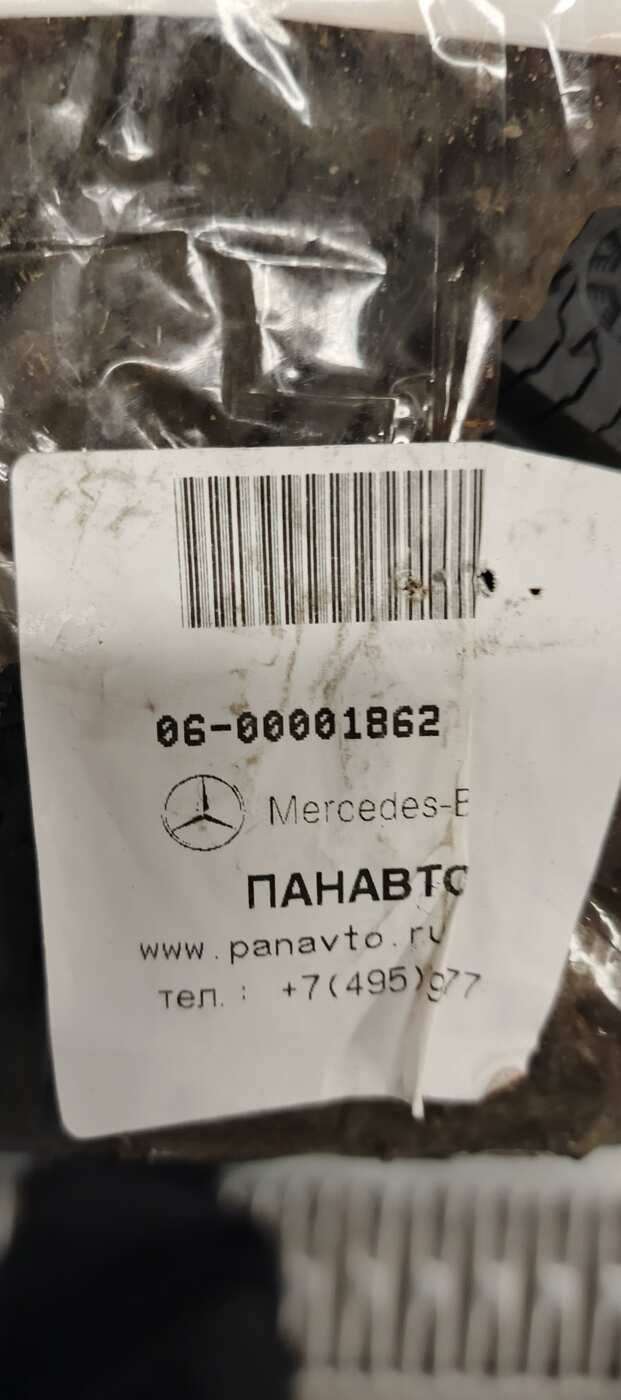 06-00001862
Mercedes-B
ПАНАВТО
www.panavto.ru
тел.: +7(495)977